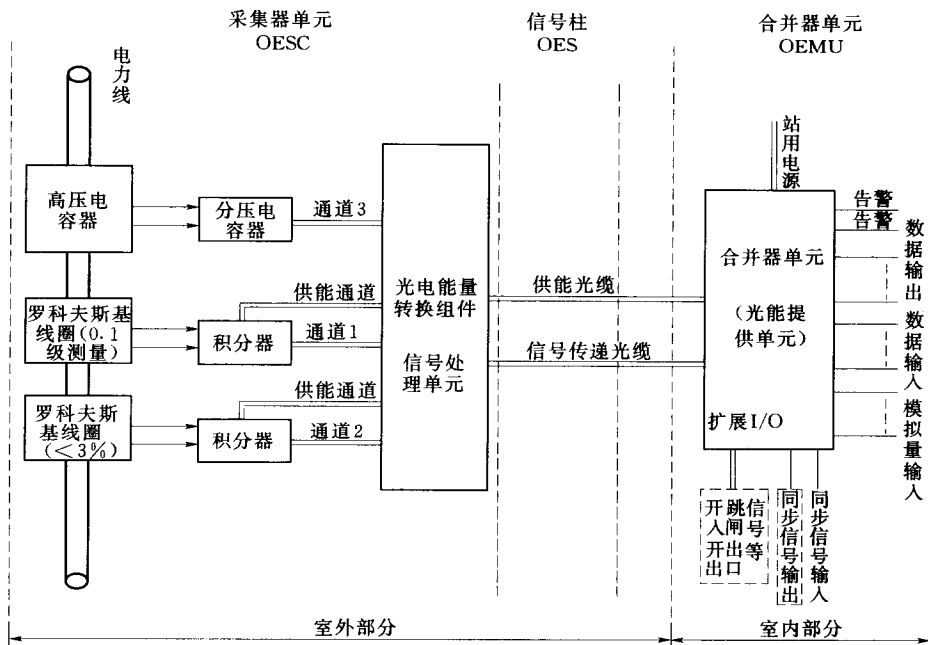 采集器单元
OESC
信号柱
OES
合并器单元
OEMU
电力线
高压电
容器
分压电
容器
通道3
罗科夫斯基
线圈(0.1
级测量)
供能通道
积分器
通道1
罗科夫斯
基线圈
(<3%)
供能通道
积分器
通道2
光电能量
转换组件
信号处
理单元
供能光缆
信号传递光缆
站用电源
合并器单元
(光能提
供单元)
扩展I/O
告警
告警
数据输出
数据输入
模拟量输入
开入开出
跳闸出口
信号等
同步信号输出
同步信号输入
室外部分
室内部分